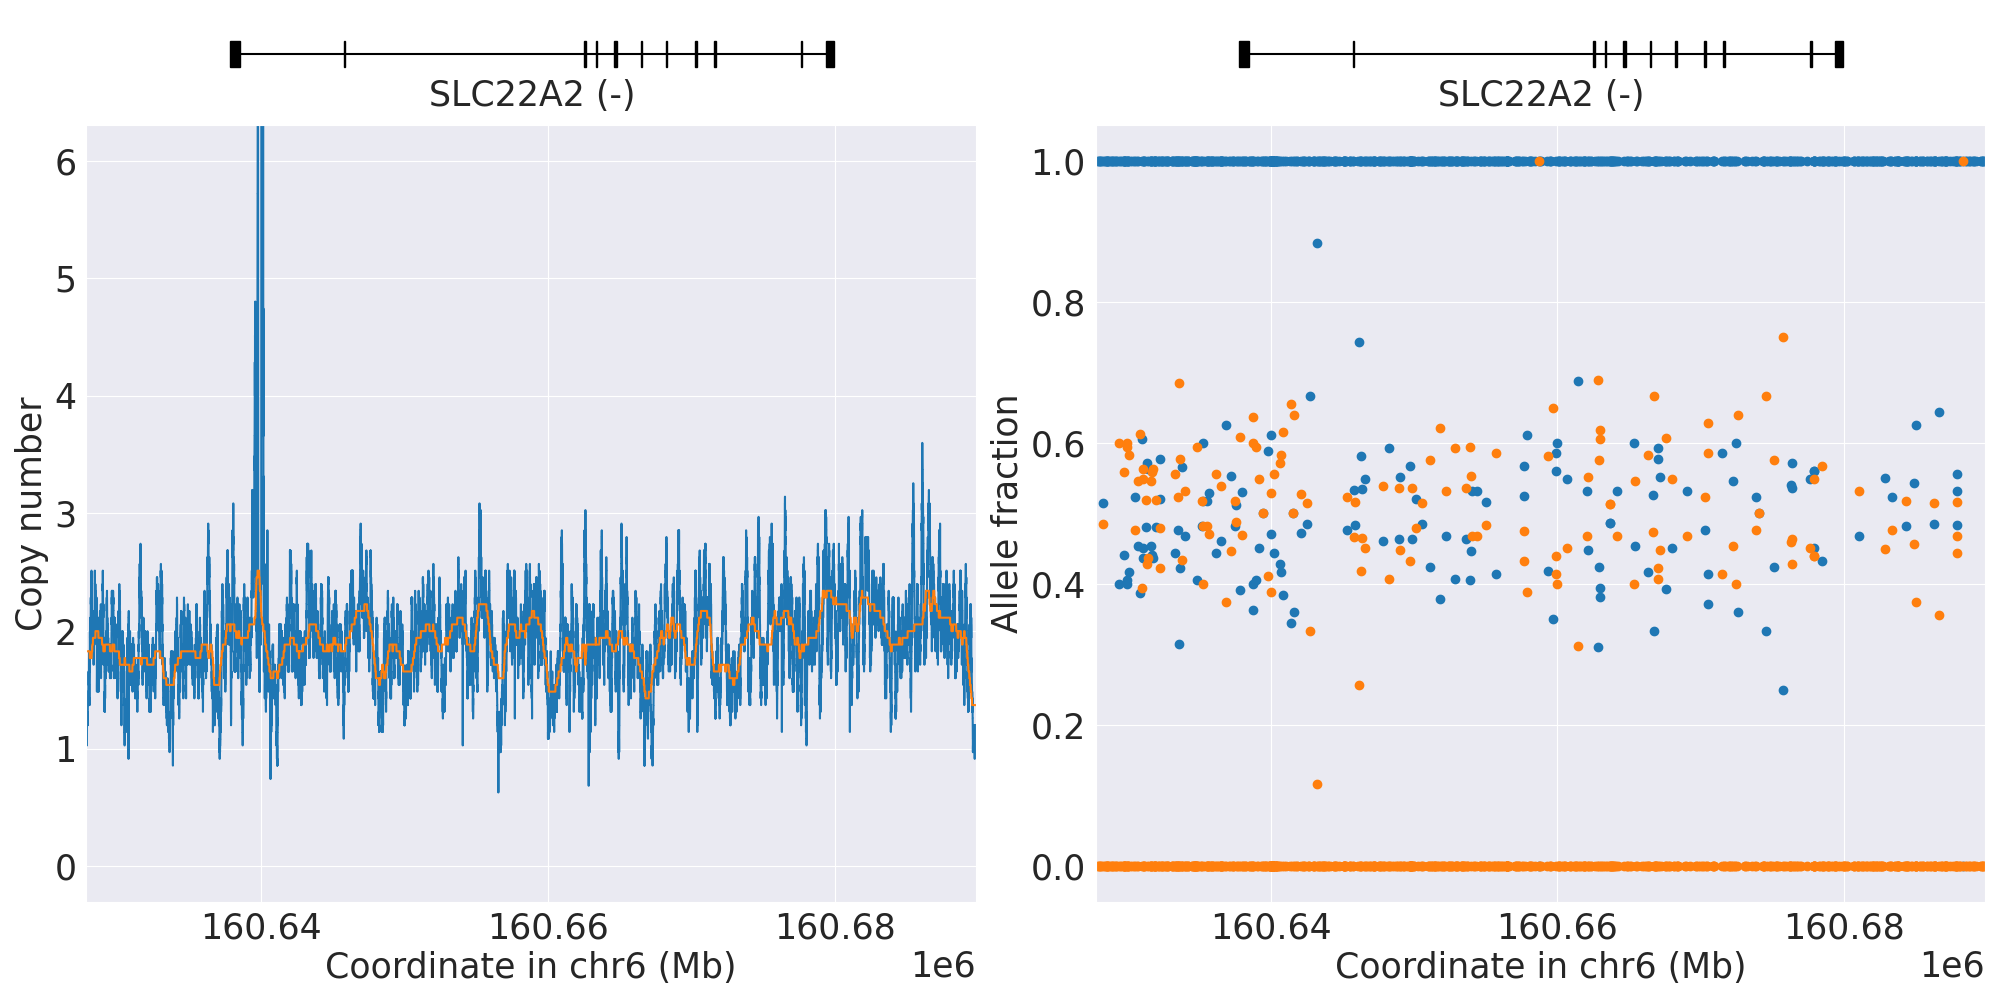 SLC22A2 (-)
Copy number
6
5
4
3
2
1
0
160.64
160.66
160.68
Coordinate in chr6 (Mb)
1e6
SLC22A2 (-)
Allele fraction
1.0
0.8
0.6
0.4
0.2
0.0
160.64
160.66
160.68
Coordinate in chr6 (Mb)
1e6